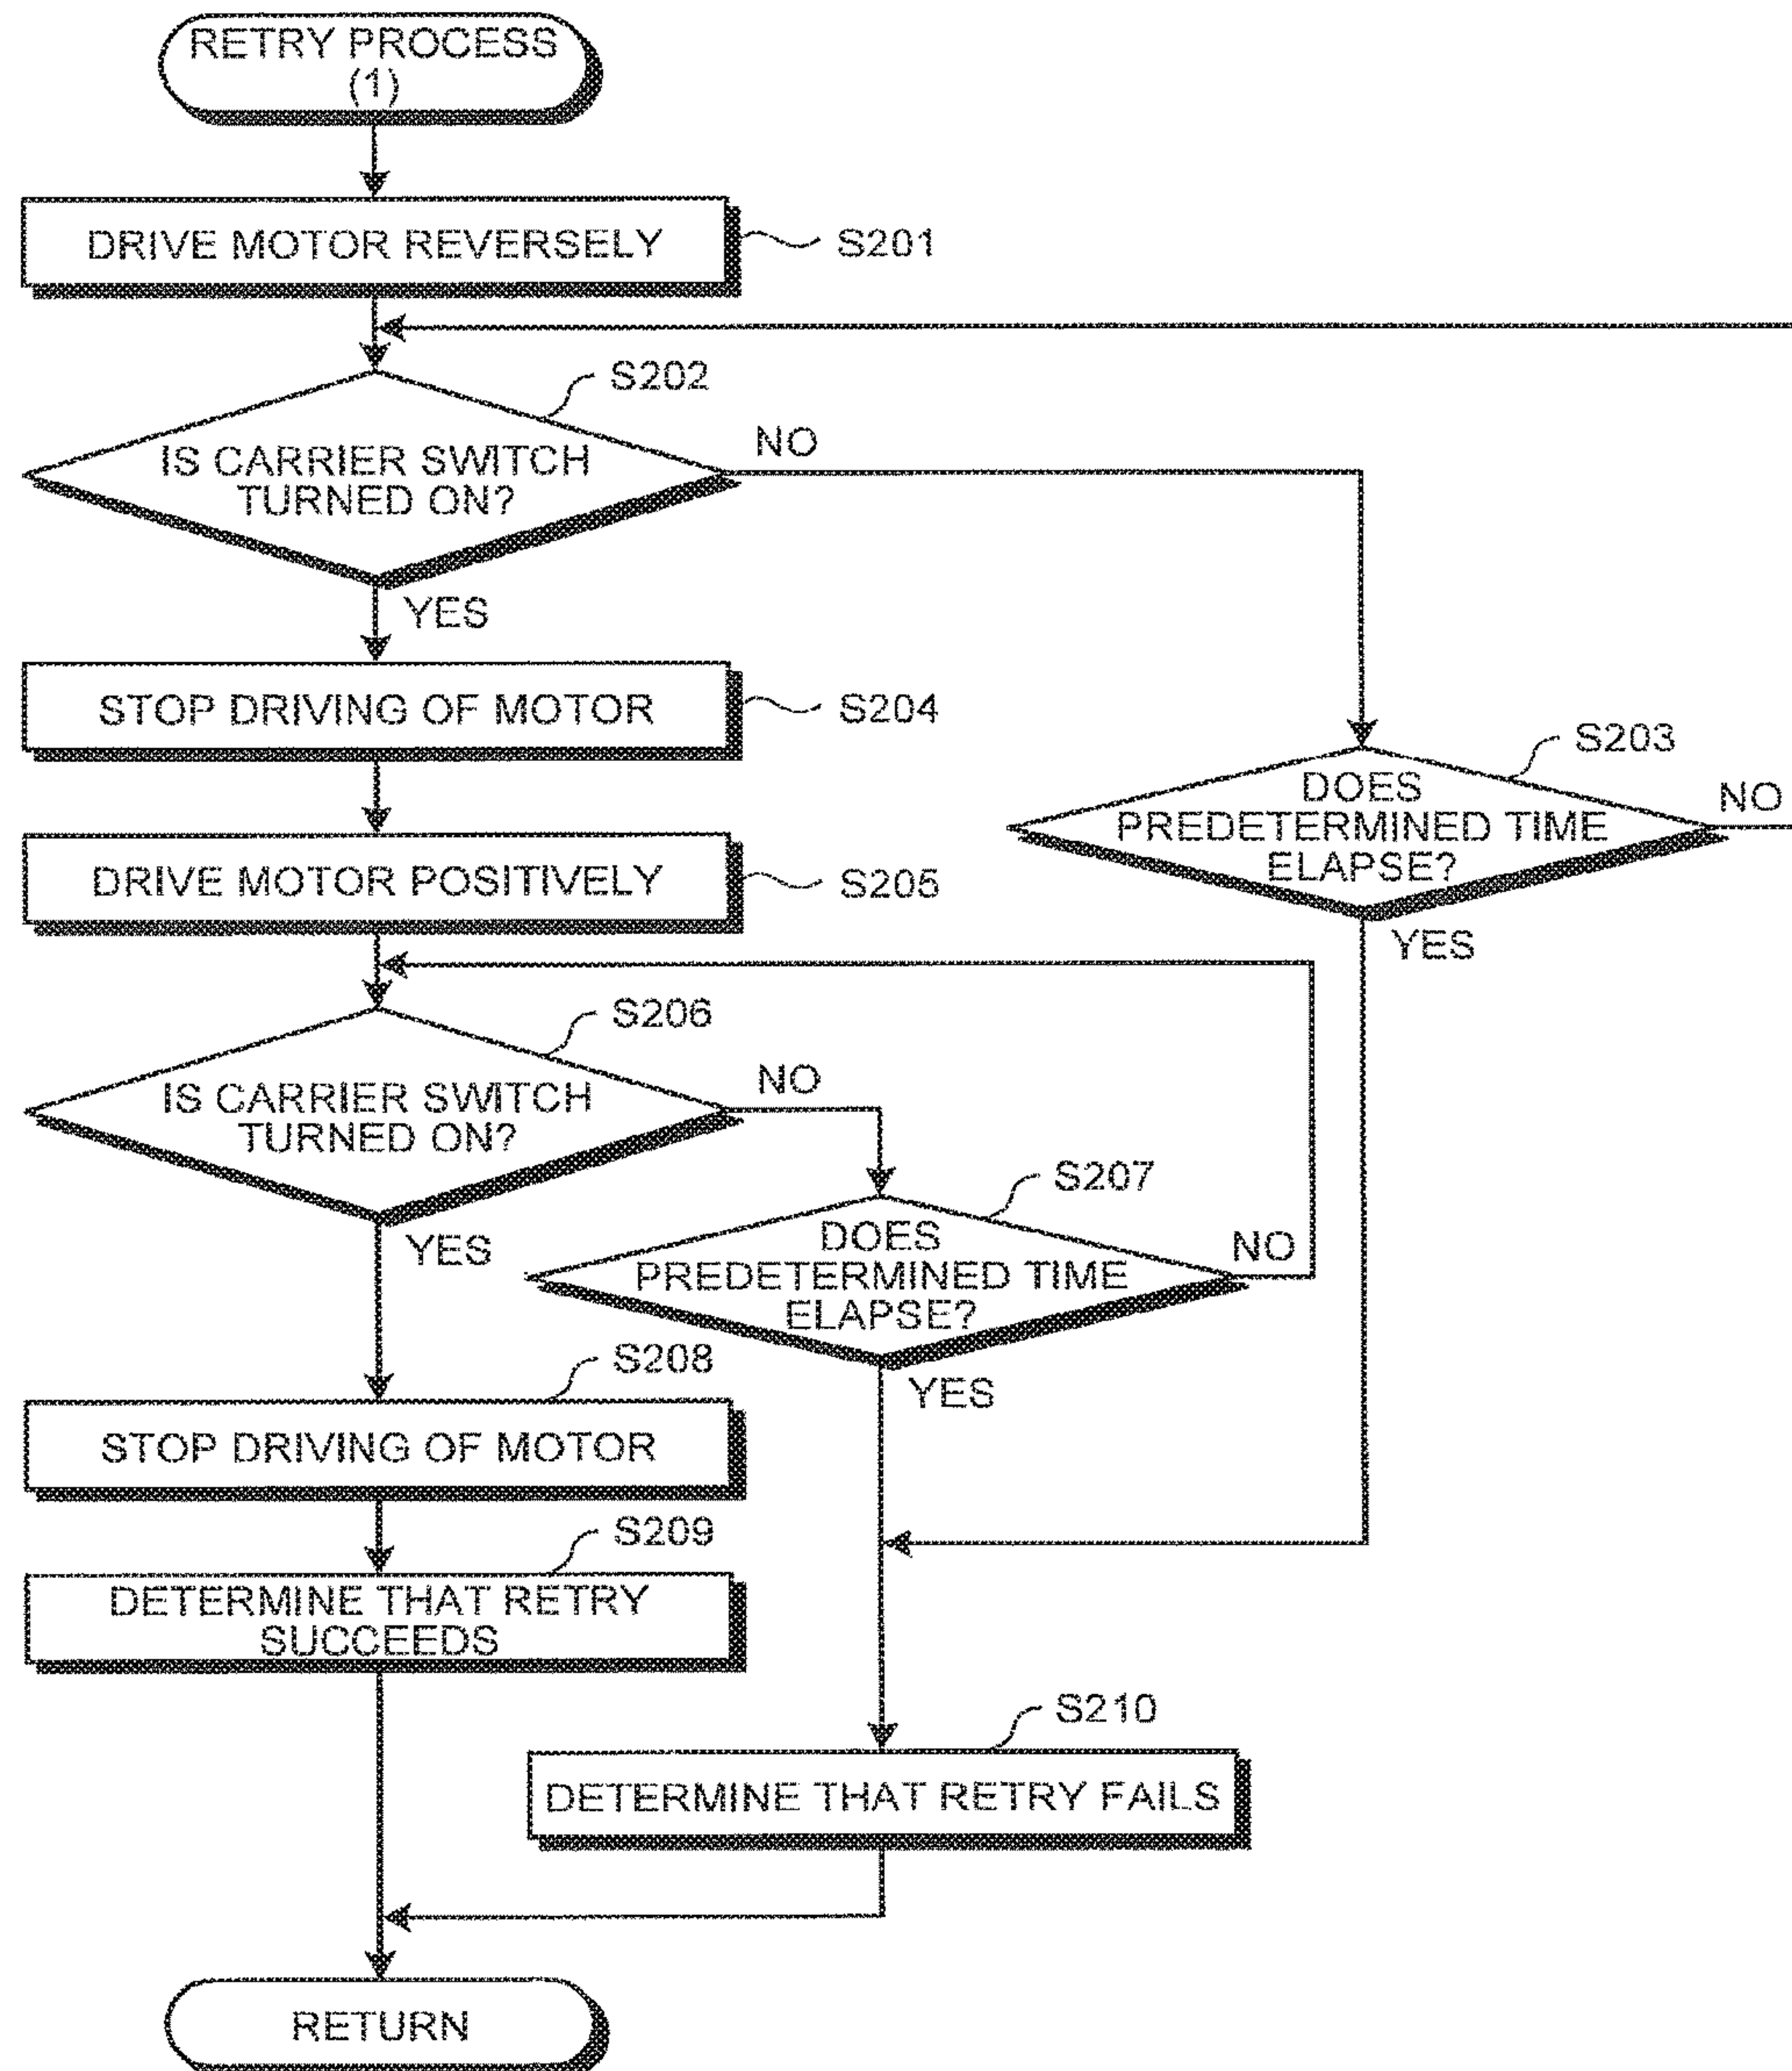 RETRY PROCESS
(1)
DRIVE MOTOR REVERSELY
S201
S202
IS CARRIER SWITCH
TURNED ON?
NO
YES
STOP DRIVING OF MOTOR
S204
S203
DOES
PREDETERMINED TIME
ELAPSE?
NO
YES
DRIVE MOTOR POSITIVELY
S205
S206
IS CARRIER SWITCH
TURNED ON?
NO
YES
S207
DOES
PREDETERMINED TIME
ELAPSE?
NO
YES
S208
STOP DRIVING OF MOTOR
S209
DETERMINE THAT RETRY
SUCCEEDS
S210
DETERMINE THAT RETRY FAILS
RETURN